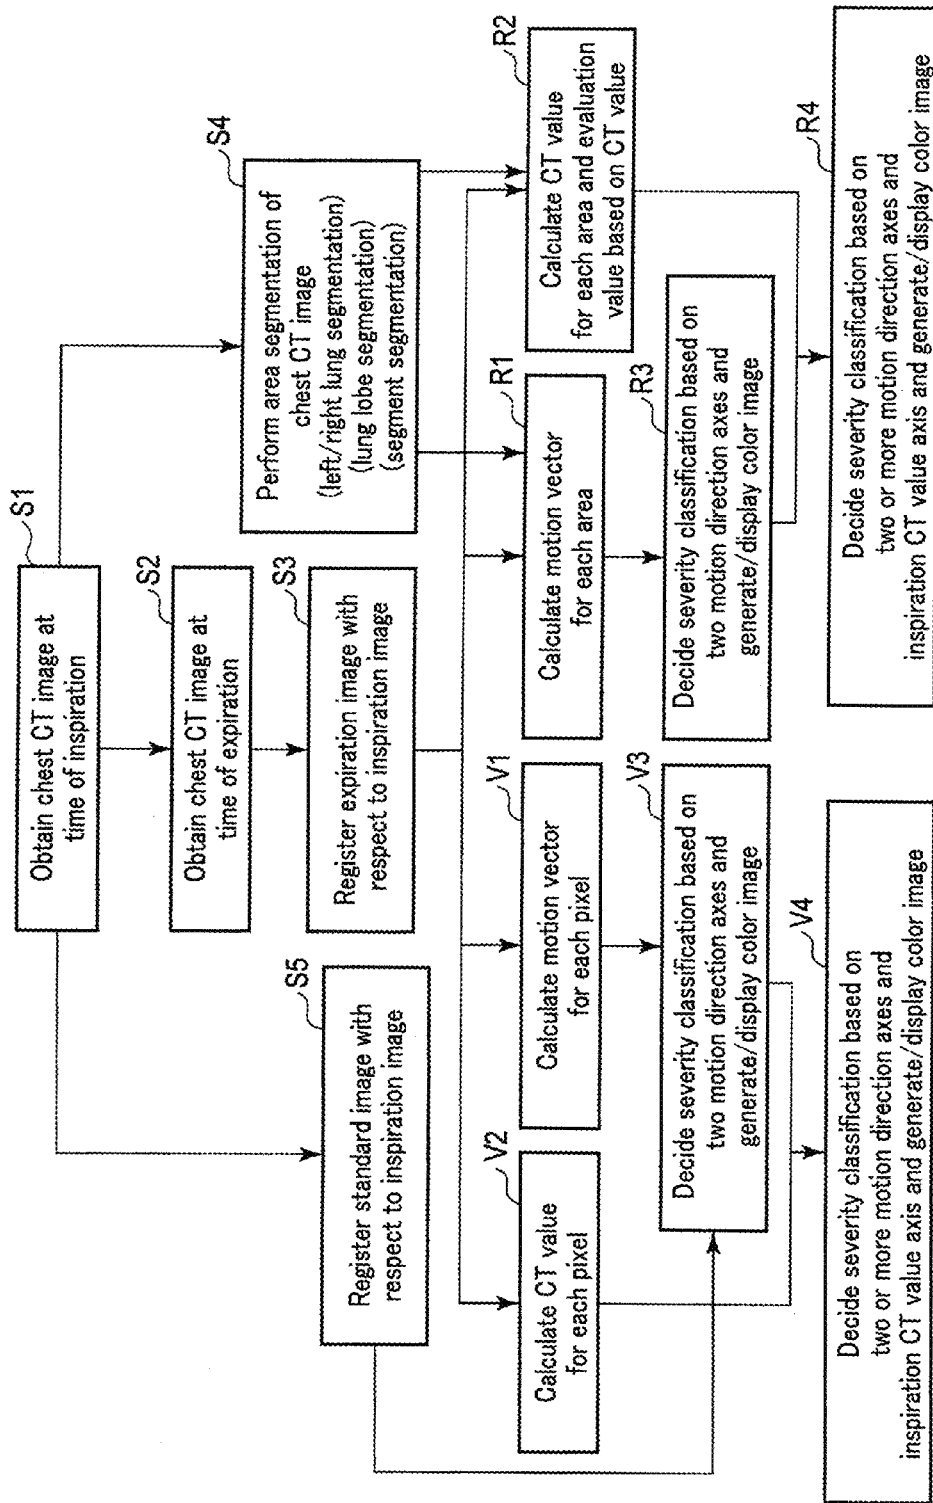 S1
Obtain chest CT image at
time of inspiration
S2
Obtain chest CT image at
time of expiration
S3
Register expiration image with
respect to inspiration image
S4
Perform area segmentation of
chest CT image
(left/right lung segmentation)
(lung lobe segmentation)
(segment segmentation)
S5
Register standard image with
respect to inspiration image
V2
Calculate CT value
for each pixel
V1
Calculate motion vector
for each pixel
R1
Calculate motion vector
for each area
R2
Calculate CT value
for each area and evaluation
value based on CT value
V3
Decide severity classification based on
two motion direction axes and
generate/display color image
R3
Decide severity classification based on
two motion direction axes and
generate/display color image
V4
Decide severity classification based on
two or more motion direction axes and
inspiration CT value axis and generate/display color image
R4
Decide severity classification based on
two or more motion direction axes and
inspiration CT value axis and generate/display color image